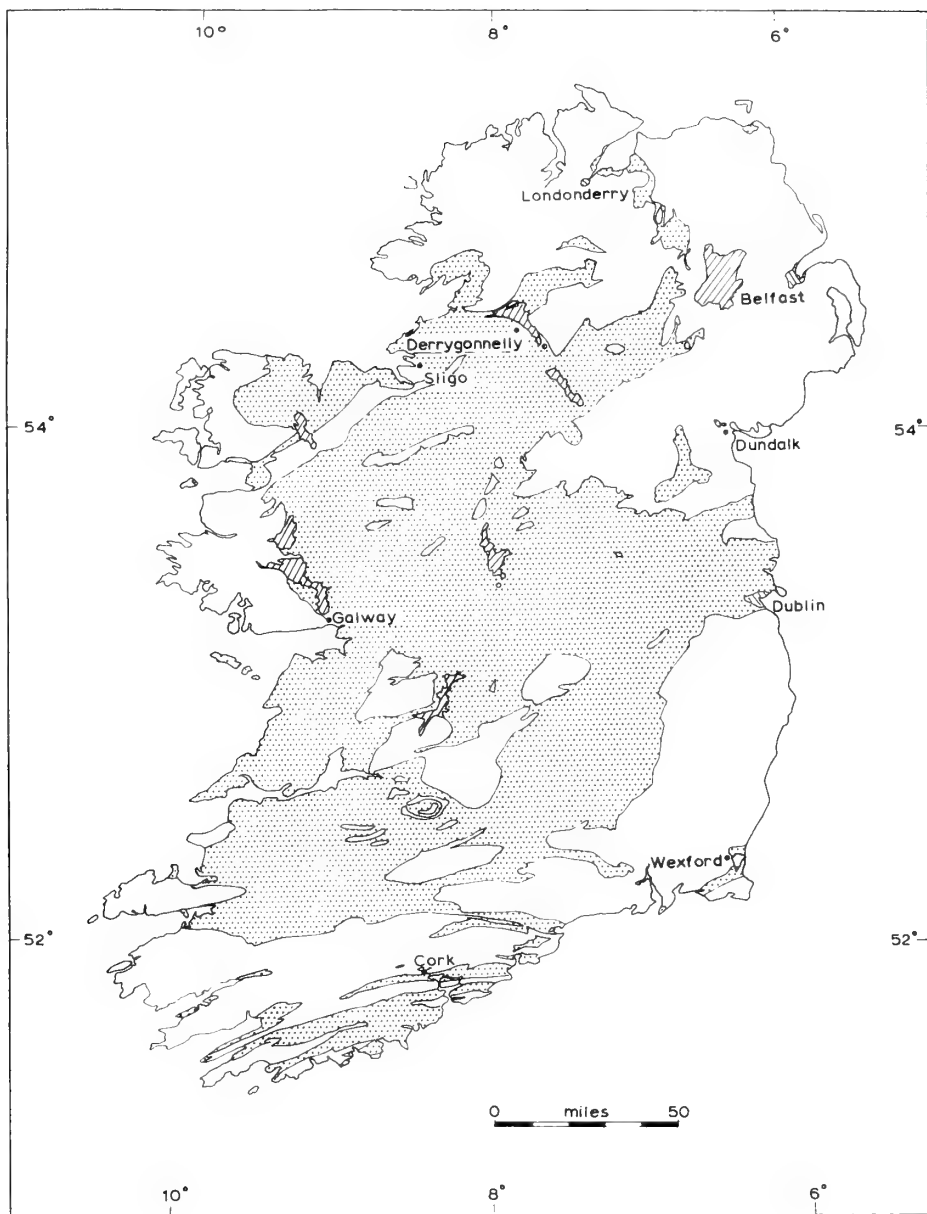 10° 8° 6°
Londonderry
Belfast
Derrygonnelly
Sligo
54° 54°
Dundalk
Galway
Dublin
Wexford
52° 52°
Cork
0 miles 50
10° 8° 6°